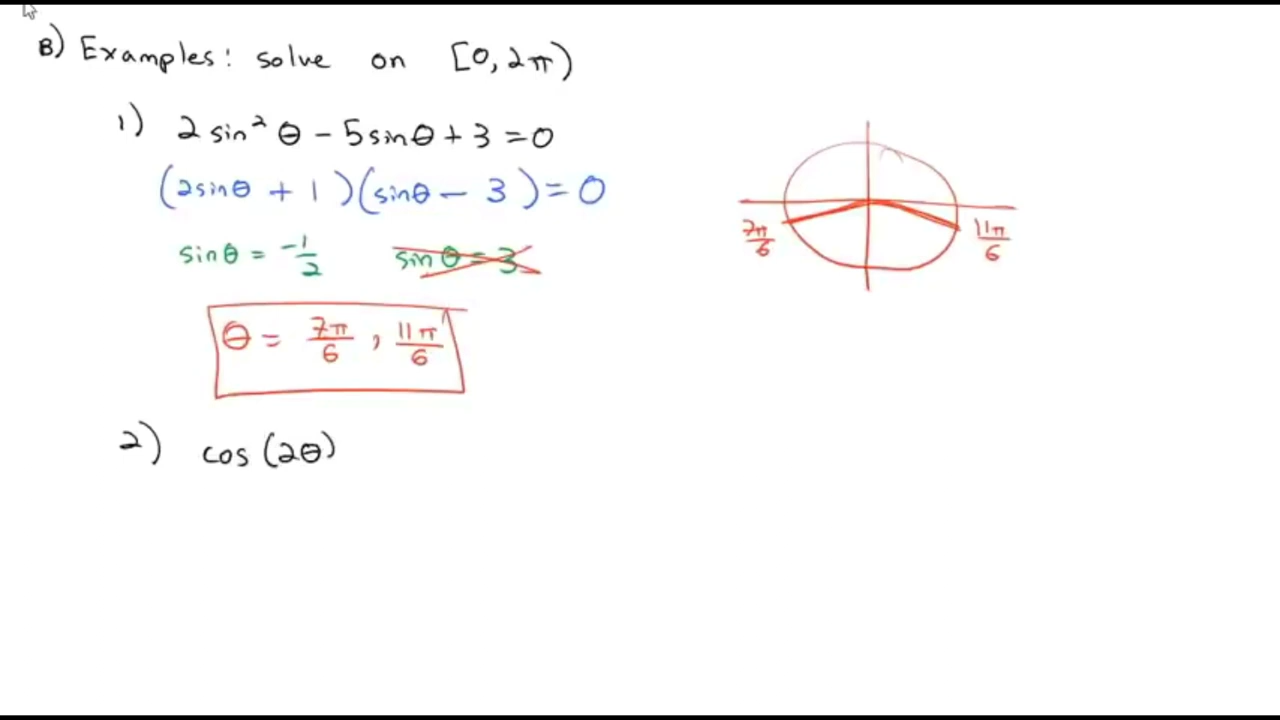 B) Examples: solve on [0, 2π)
1) 2 sin² θ - 5 sin θ + 3 = 0
(2 sin θ + 1)(sin θ - 3) = 0
sin θ = -1/2 sin θ = 3
θ = 7π/6, 11π/6
7π/6 11π/6
2) cos (2θ)